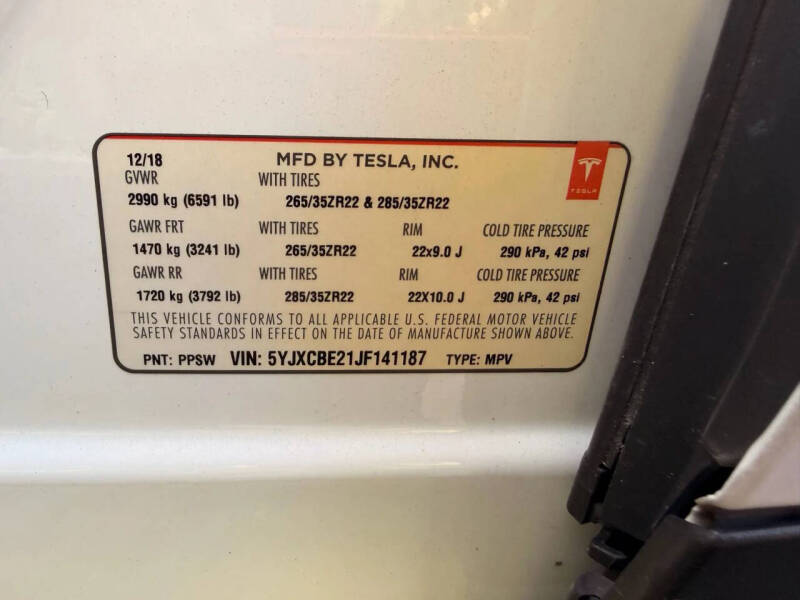 12/18 MFD BY TESLA, INC.
GVWR WITH TIRES
2990 kg (6591 lb) 265/35ZR22 & 285/35ZR22
TESLA
GAWR FRT WITH TIRES RIM COLD TIRE PRESSURE
1470 kg (3241 lb) 265/35ZR22 22x9.0 J 290 kPa, 42 psi
GAWR RR WITH TIRES RIM COLD TIRE PRESSURE
1720 kg (3792 lb) 285/35ZR22 22X10.0 J 290 kPa, 42 psi
THIS VEHICLE CONFORMS TO ALL APPLICABLE U.S. FEDERAL MOTOR VEHICLE
SAFETY STANDARDS IN EFFECT ON THE DATE OF MANUFACTURE SHOWN ABOVE.
PNT: PPSW VIN: 5YJXCBE21JF141187 TYPE: MPV